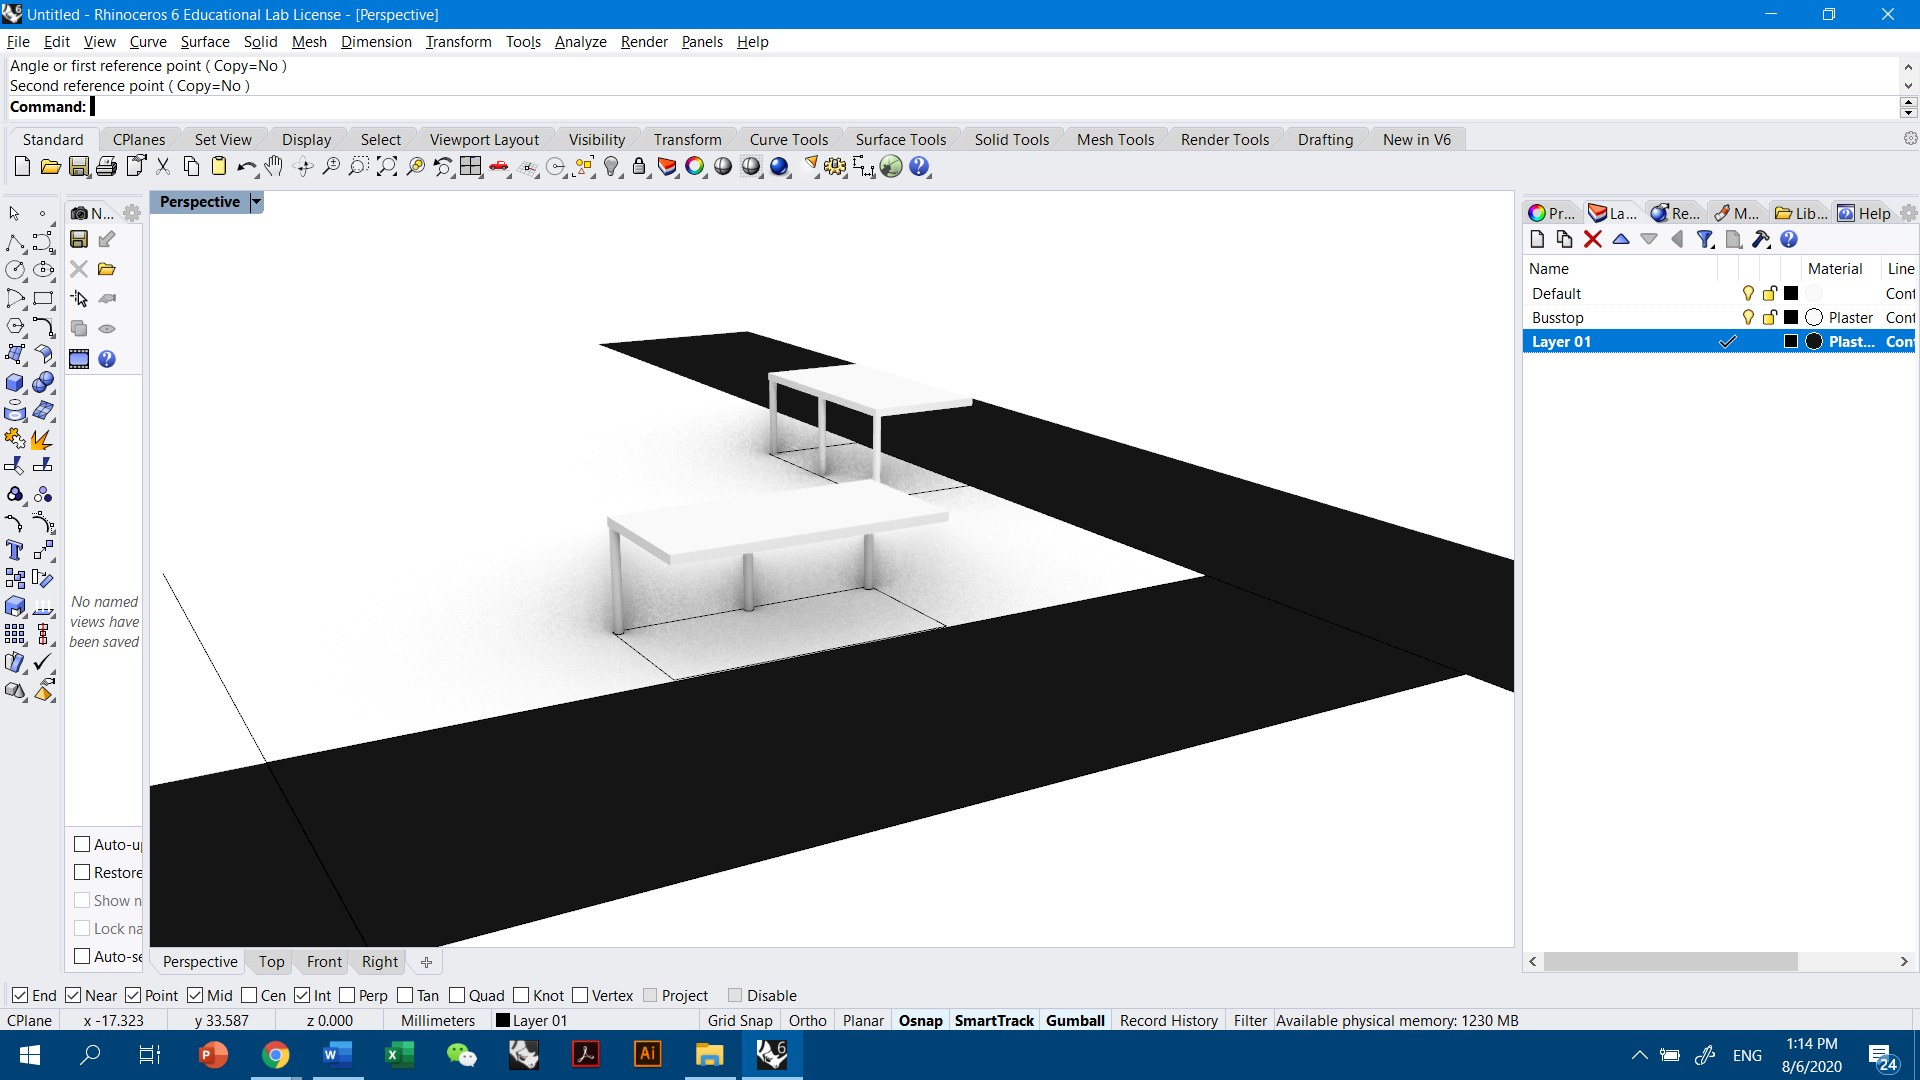 Untitled - Rhinoceros 6 Educational Lab License - [Perspective]
File Edit View Curve Surface Solid Mesh Dimension Transform Tools Analyze Render Panels Help
Angle or first reference point ( Copy=No )
Second reference point ( Copy=No )
Command:
Standard CPlanes Set View Display Select Viewport Layout Visibility Transform Curve Tools Surface Tools Solid Tools Mesh Tools Render Tools Drafting New in V6
N...
Perspective
Pr... La... Re... M... Lib... Help
Name Material Line
Default Cont
Busstop Plaster Cont
Layer 01 Plast... Con
No named
views have
been saved
Auto-u
Restore
Show n
Lock na
Auto-se
Perspective Top Front Right
End Near Point Mid Cen Int Perp Tan Quad Knot Vertex Project Disable
CPlane x -17.323 y 33.587 z 0.000 Millimeters Layer 01 Grid Snap Ortho Planar Osnap SmartTrack Gumball Record History Filter Available physical memory: 1230 MB
ENG
1:14 PM
8/6/2020
24